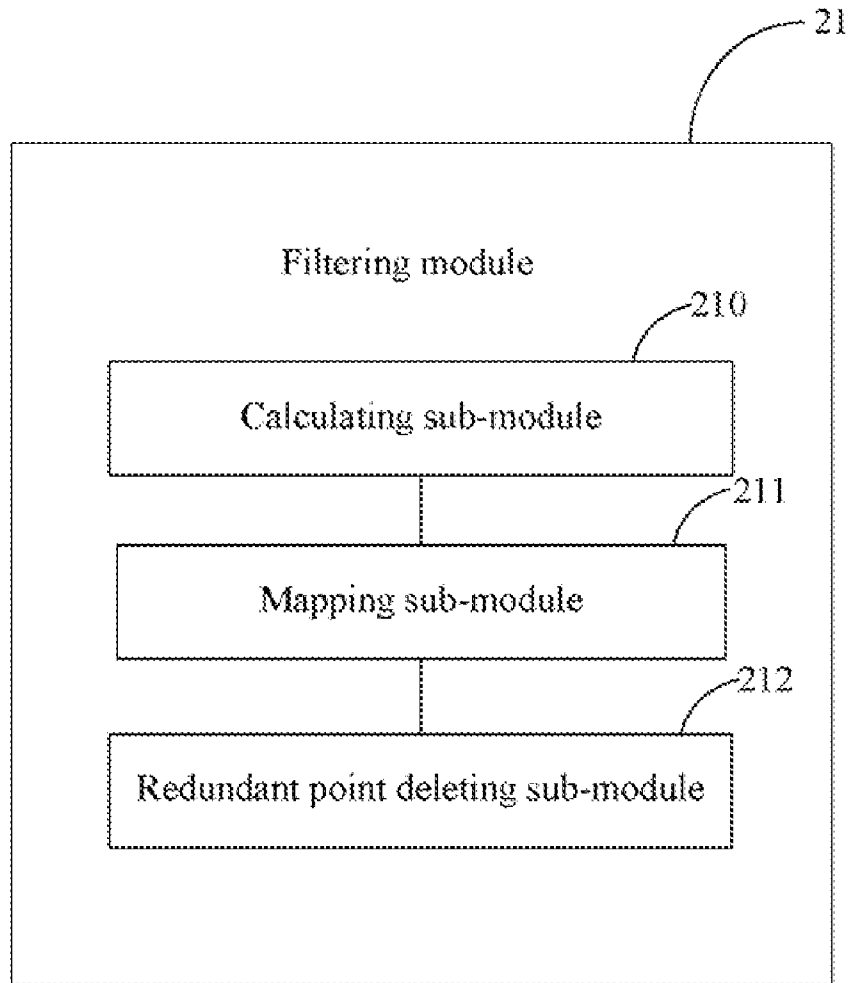 21
Filtering module
210
Calculating sub-module
211
Mapping sub-module
212
Redundant point deleting sub-module